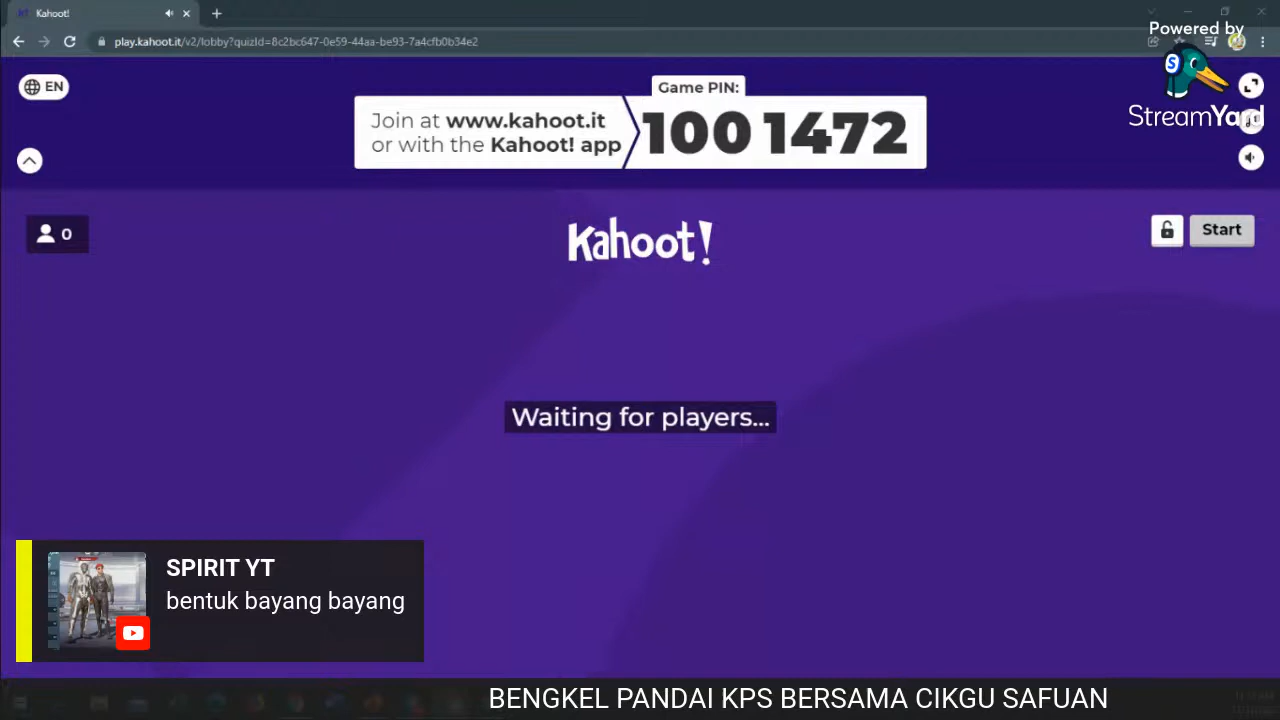 Kahoot!
play.kahoot.it/v2/lobby?quizId=8c2bc647-0e59-44aa-be93-7a4cfb0b34e2
Powered by
StreamYard
EN
Join at www.kahoot.it
or with the Kahoot! app
Game PIN:
100 1472
0
Kahoot!
Start
Waiting for players...
SPIRIT YT
bentuk bayang bayang
BENGKEL PANDAI KPS BERSAMA CIKGU SAFUAN